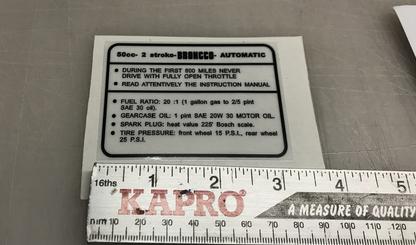 50cc- 2 stroke- BRONCCO- AUTOMATIC
● DURING THE FIRST 500 MILES NEVER
DRIVE WITH FULLY OPEN THROTTLE
● READ ATTENTIVELY THE INSTRUCTION MANUAL
● FUEL RATIO: 20 :1 (1 gallon gas to 2/5 pint
SAE 30 oil).
● GEARCASE OIL: 1 pint SAE 20W 30 MOTOR OIL.
● SPARK PLUG: heat value 225 Bosch scale.
● TIRE PRESSURE: front wheel 15 P.S.I., rear wheel
25 P.S.I.
16ths 1 2 3 4 5
KAPRO® A MEASURE OF QUALITY
mm 10 20 30 40 50 60 70 80 90 100 110 120 130